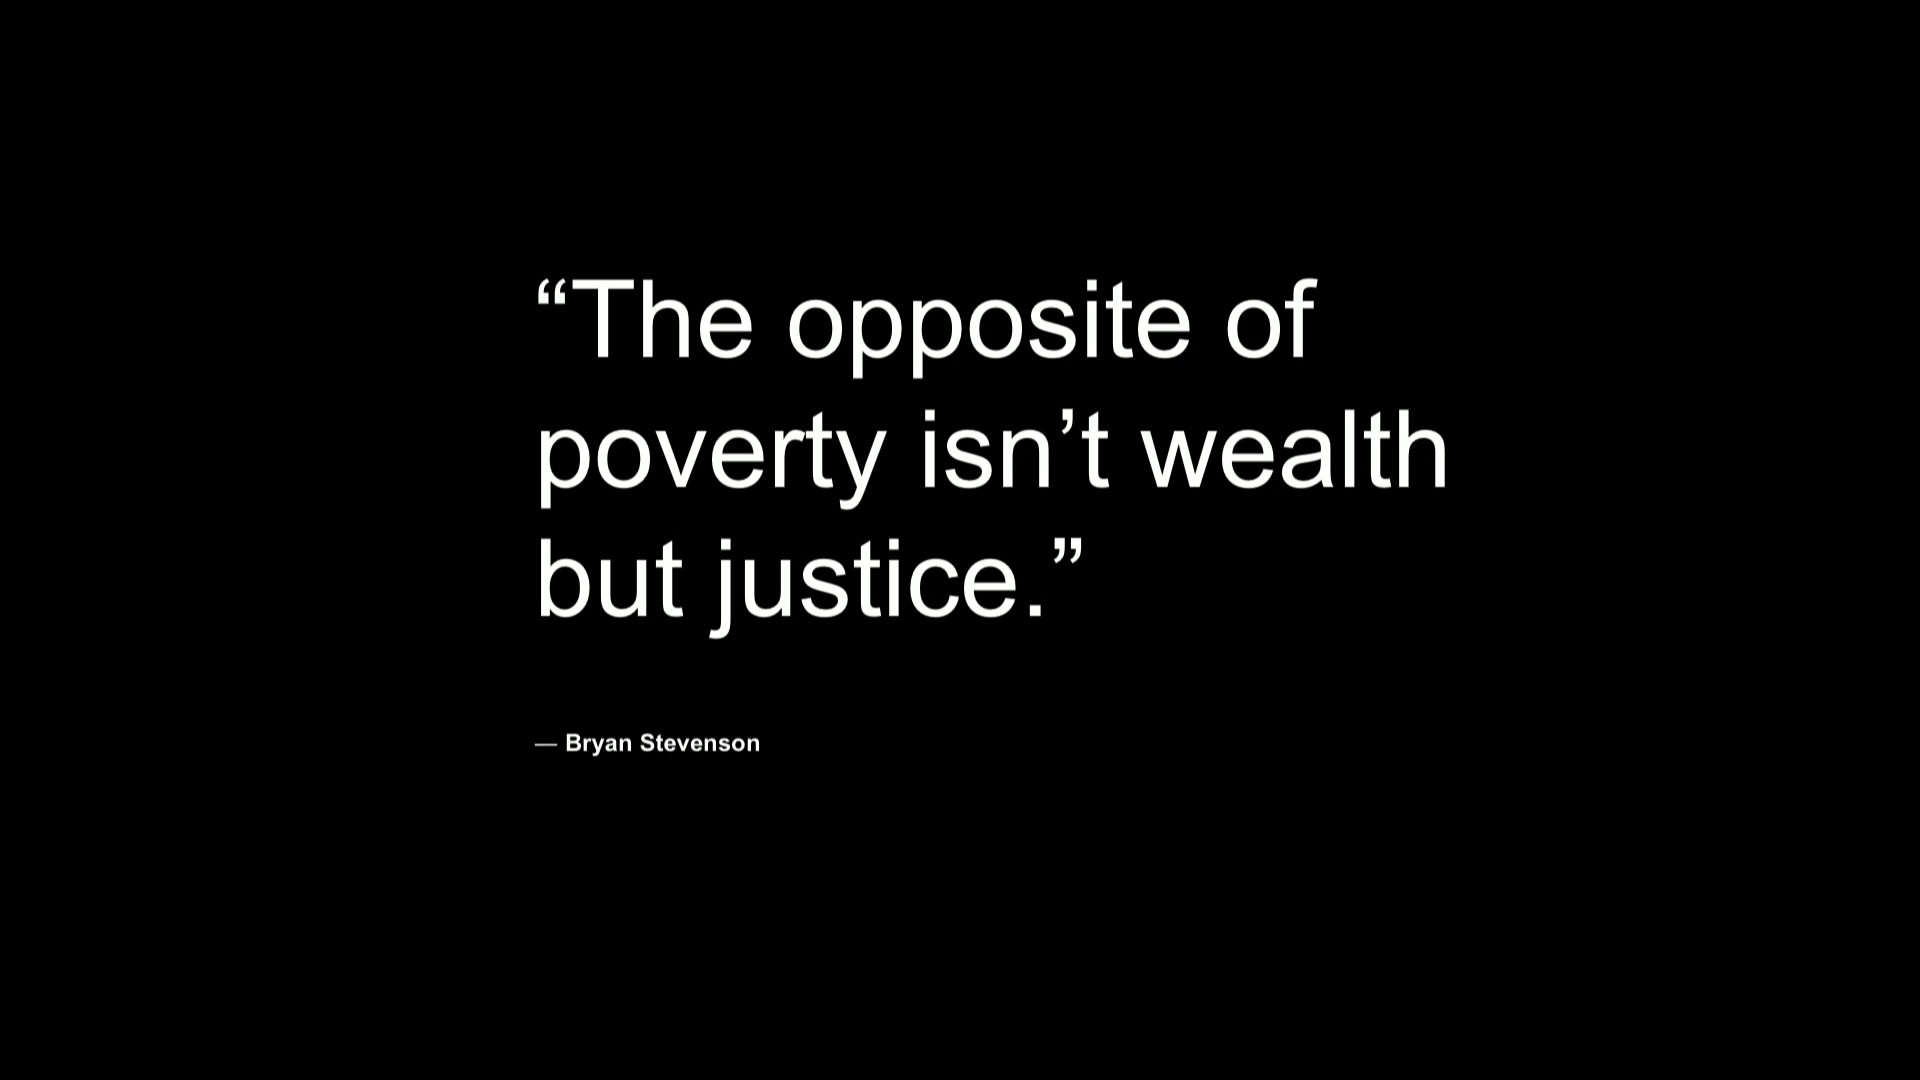 “The opposite of
poverty isn’t wealth
but justice.”
— Bryan Stevenson